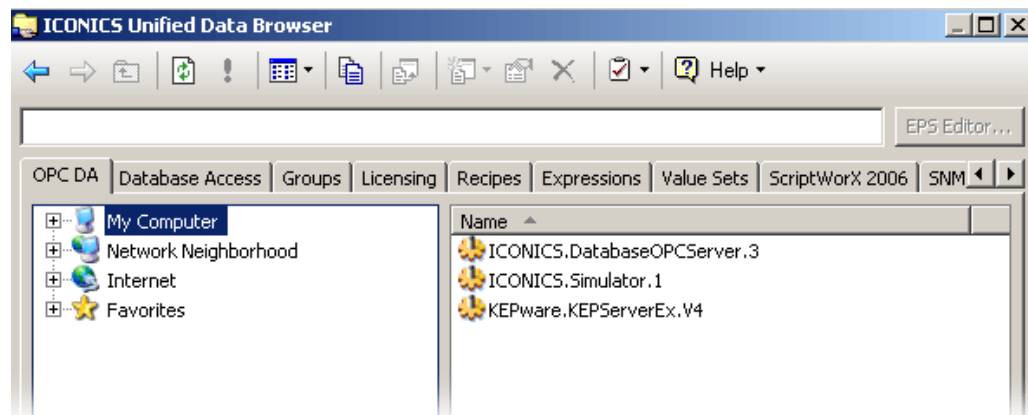 ICONICS Unified Data Browser
Help
EPS Editor...
OPC DA Database Access Groups Licensing Recipes Expressions Value Sets ScriptWorX 2006 SNM
My Computer
Network Neighborhood
Internet
Favorites
Name
ICONICS.DatabaseOPCServer.3
ICONICS.Simulator.1
KEPware.KEPServerEx.V4